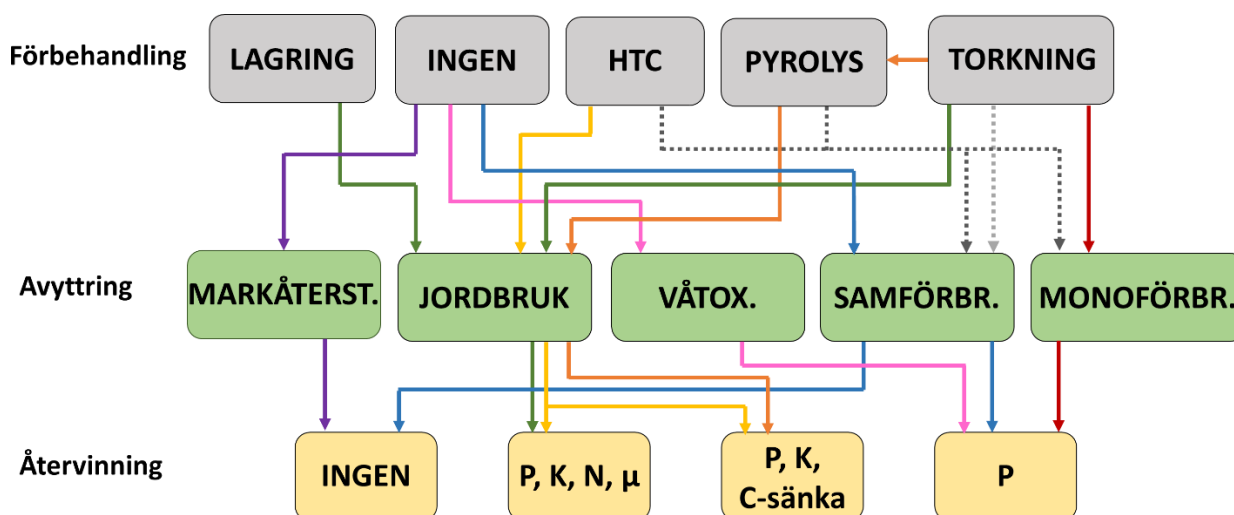 Förbehandling
LAGRING
INGEN
HTC
PYROLYS
TORKNING
Avyttring
MARKÅTERST.
JORDBRUK
VÅTOX.
SAMFÖRBR.
MONOFÖRBR.
Återvinning
INGEN
P, K, N, µ
P, K,
C-sänka
P